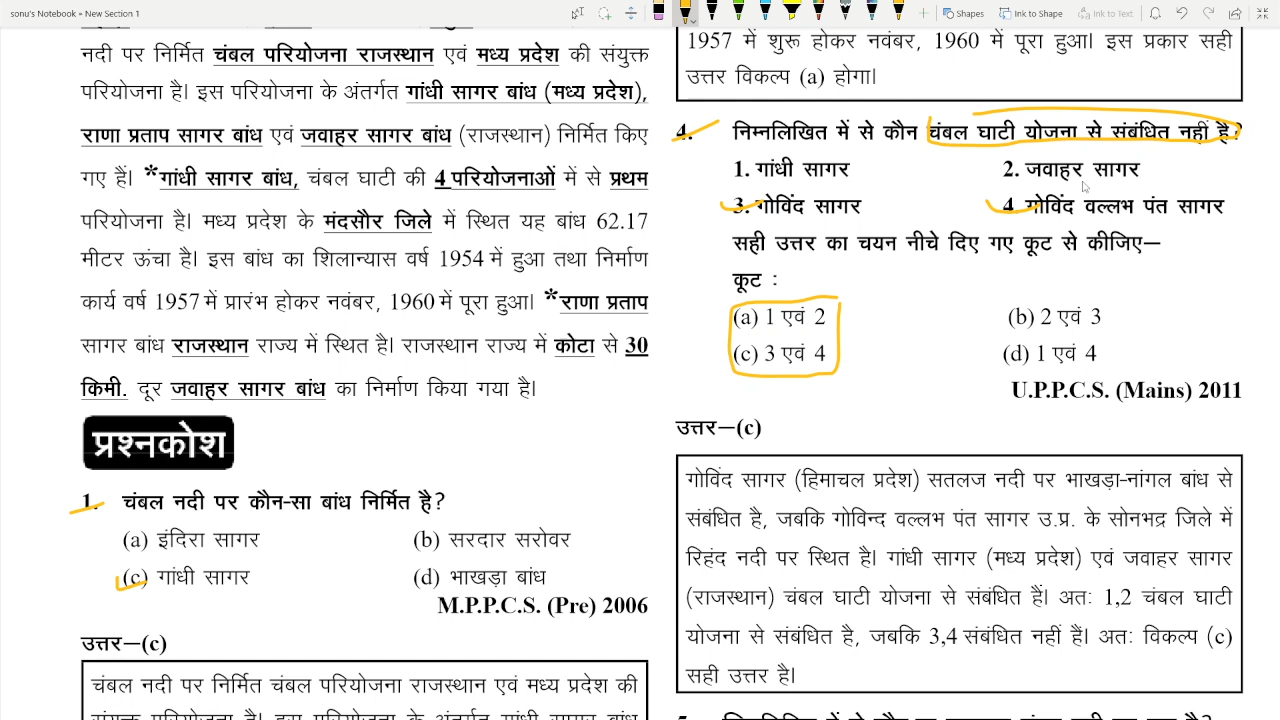 sonu's Notebook » New Section 1
Shapes
Ink to Shape
Ink to Text
नदी पर निर्मित चंबल परियोजना राजस्थान एवं मध्य प्रदेश की संयुक्त
परियोजना है। इस परियोजना के अंतर्गत गांधी सागर बांध (मध्य प्रदेश),
राणा प्रताप सागर बांध एवं जवाहर सागर बांध (राजस्थान) निर्मित किए
गए हैं। *गांधी सागर बांध, चंबल घाटी की 4 परियोजनाओं में से प्रथम
परियोजना है। मध्य प्रदेश के मंदसौर जिले में स्थित यह बांध 62.17
मीटर ऊंचा है। इस बांध का शिलान्यास वर्ष 1954 में हुआ तथा निर्माण
कार्य वर्ष 1957 में प्रारंभ होकर नवंबर, 1960 में पूरा हुआ। *राणा प्रताप
सागर बांध राजस्थान राज्य में स्थित है। राजस्थान राज्य में कोटा से 30
किमी. दूर जवाहर सागर बांध का निर्माण किया गया है।
प्रश्नकोश
1. चंबल नदी पर कौन-सा बांध निर्मित है?
(a) इंदिरा सागर (b) सरदार सरोवर
(c) गांधी सागर (d) भाखड़ा बांध
M.P.P.C.S. (Pre) 2006
उत्तर–(c)
चंबल नदी पर निर्मित चंबल परियोजना राजस्थान एवं मध्य प्रदेश की
1957 में शुरू होकर नवंबर, 1960 में पूरा हुआ। इस प्रकार सही
उत्तर विकल्प (a) होगा।
4. निम्नलिखित में से कौन चंबल घाटी योजना से संबंधित नहीं है?
1. गांधी सागर 2. जवाहर सागर
3. गोविंद सागर 4. गोविंद वल्लभ पंत सागर
सही उत्तर का चयन नीचे दिए गए कूट से कीजिए–
कूट :
(a) 1 एवं 2 (b) 2 एवं 3
(c) 3 एवं 4 (d) 1 एवं 4
U.P.P.C.S. (Mains) 2011
उत्तर–(c)
गोविंद सागर (हिमाचल प्रदेश) सतलज नदी पर भाखड़ा-नांगल बांध से
संबंधित है, जबकि गोविन्द वल्लभ पंत सागर उ.प्र. के सोनभद्र जिले में
रिहंद नदी पर स्थित है। गांधी सागर (मध्य प्रदेश) एवं जवाहर सागर
(राजस्थान) चंबल घाटी योजना से संबंधित हैं। अतः 1,2 चंबल घाटी
योजना से संबंधित है, जबकि 3,4 संबंधित नहीं हैं। अतः विकल्प (c)
सही उत्तर है।